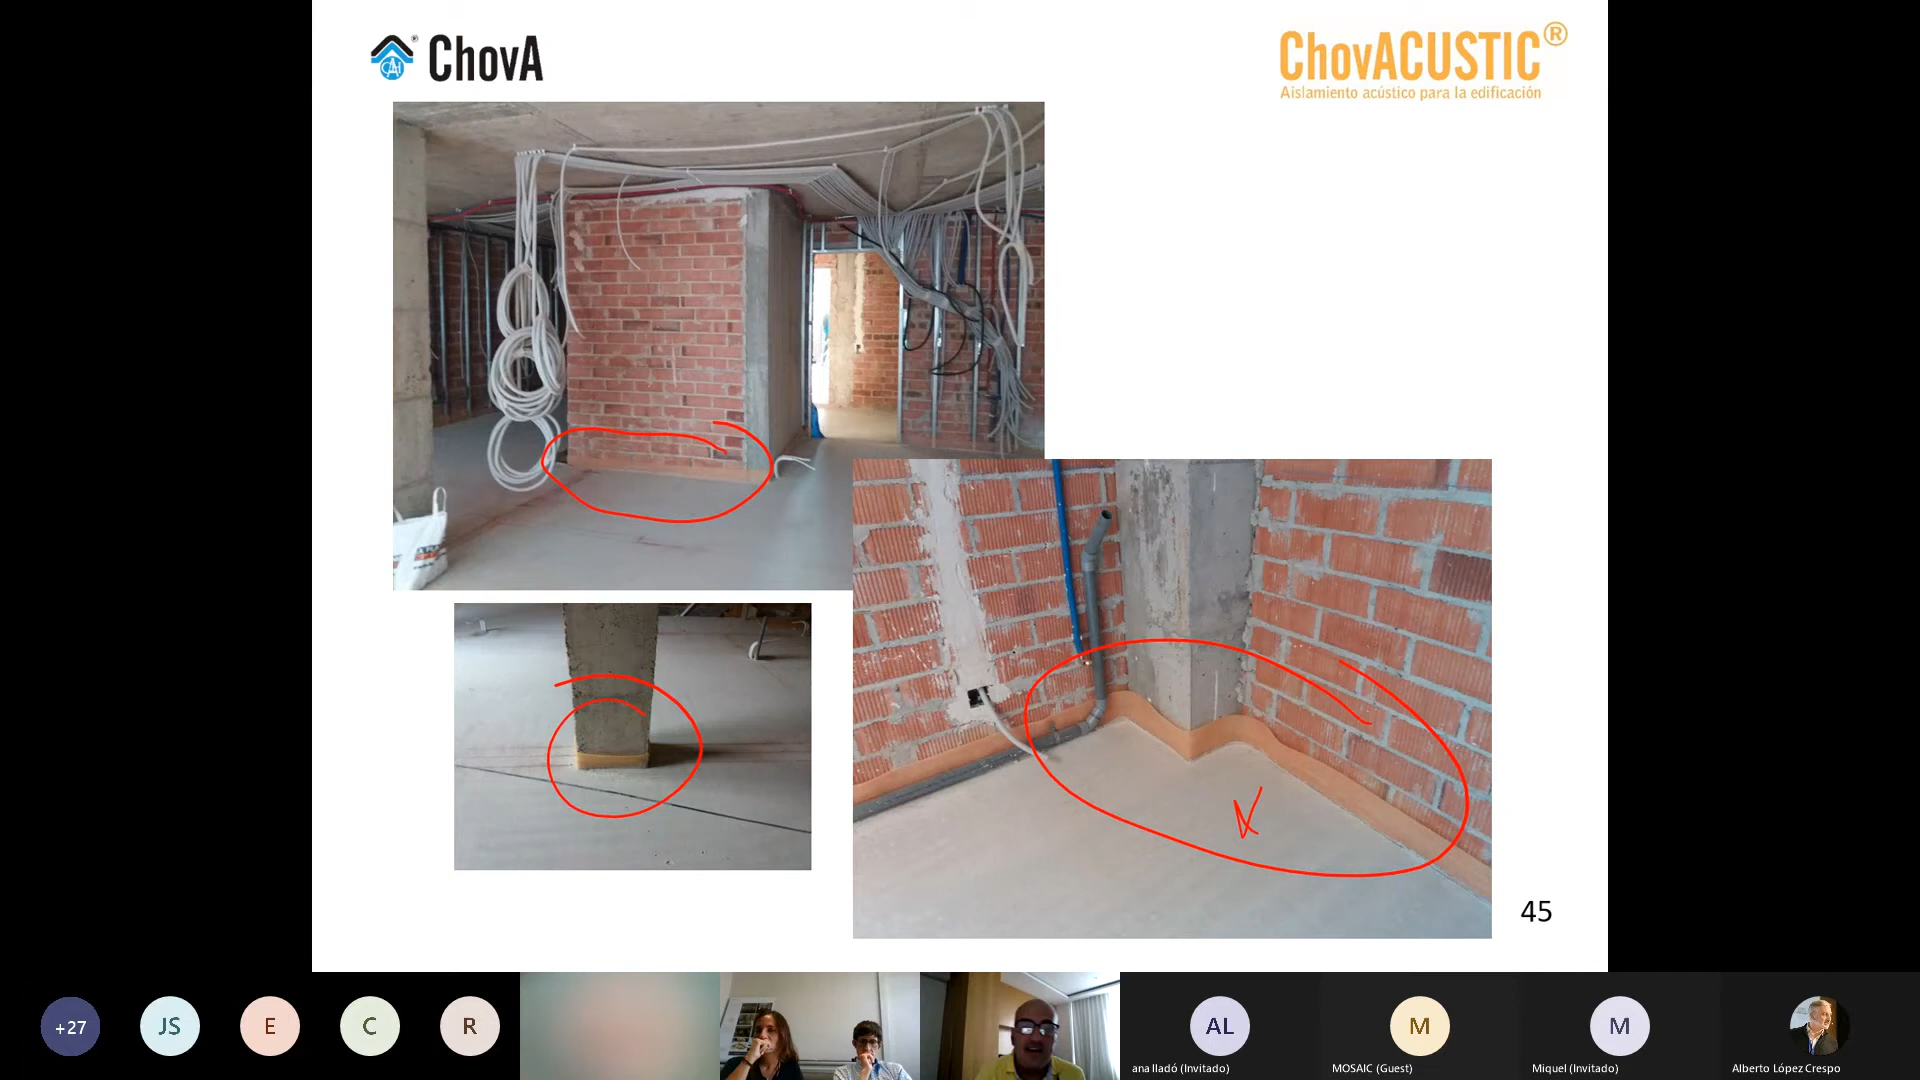 ChovA
ChovACUSTIC®
Aislamiento acústico para la edificación
45
+27
JS
E
C
R
AL
M
M
ana lladó (Invitado)
MOSAIC (Guest)
Miquel (Invitado)
Alberto López Crespo